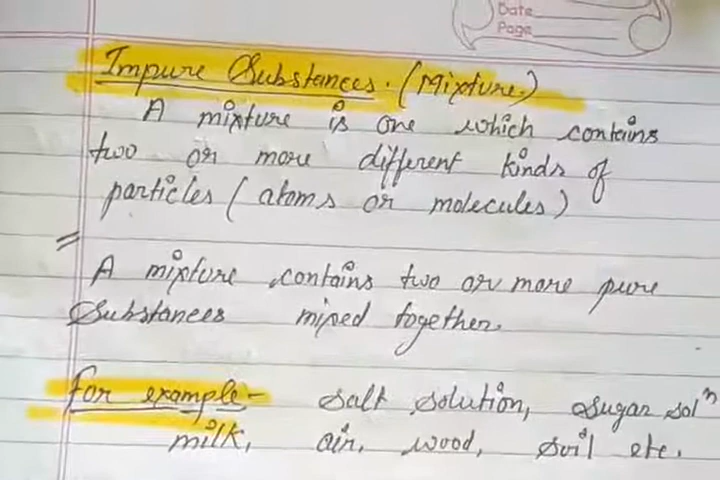 Date
Page
Impure Substances. (Mixture.)
A mixture is one which contains
two or more different kinds of
particles ( atoms or molecules )
A mixture contains two or more pure
Substances mixed together.
For example- salt solution, sugar solⁿ
milk, air, wood, soil etc.